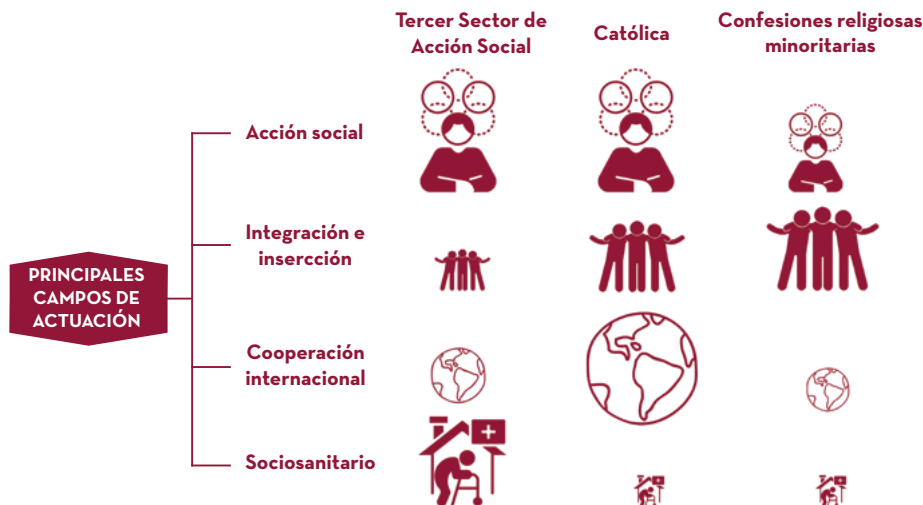 Tercer Sector de
Acción Social
Católica
Confesiones religiosas
minoritarias
Acción social
Integración e
insercción
PRINCIPALES
CAMPOS DE
ACTUACIÓN
Cooperación
internacional
Sociosanitario